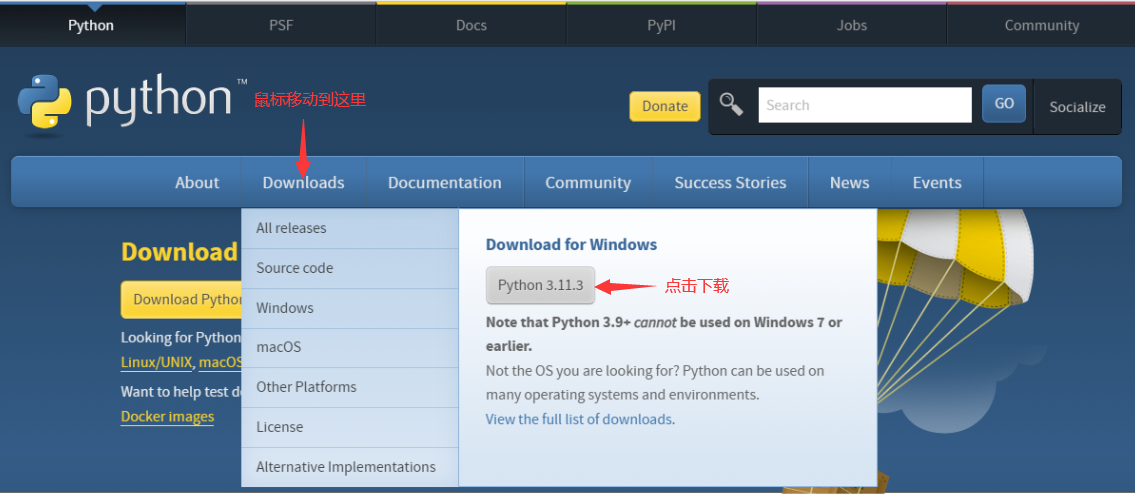 Python PSF Docs PyPI Jobs Community
python™ 鼠标移动到这里
Donate Search GO Socialize
About Downloads Documentation Community Success Stories News Events
All releases
Source code
Windows
macOS
Other Platforms
License
Alternative Implementations
Download for Windows
Python 3.11.3 点击下载
Note that Python 3.9+ cannot be used on Windows 7 or
earlier.
Not the OS you are looking for? Python can be used on
many operating systems and environments.
View the full list of downloads.
Download
Download Python
Looking for Python
Linux/UNIX, macOS
Want to help test de
Docker images